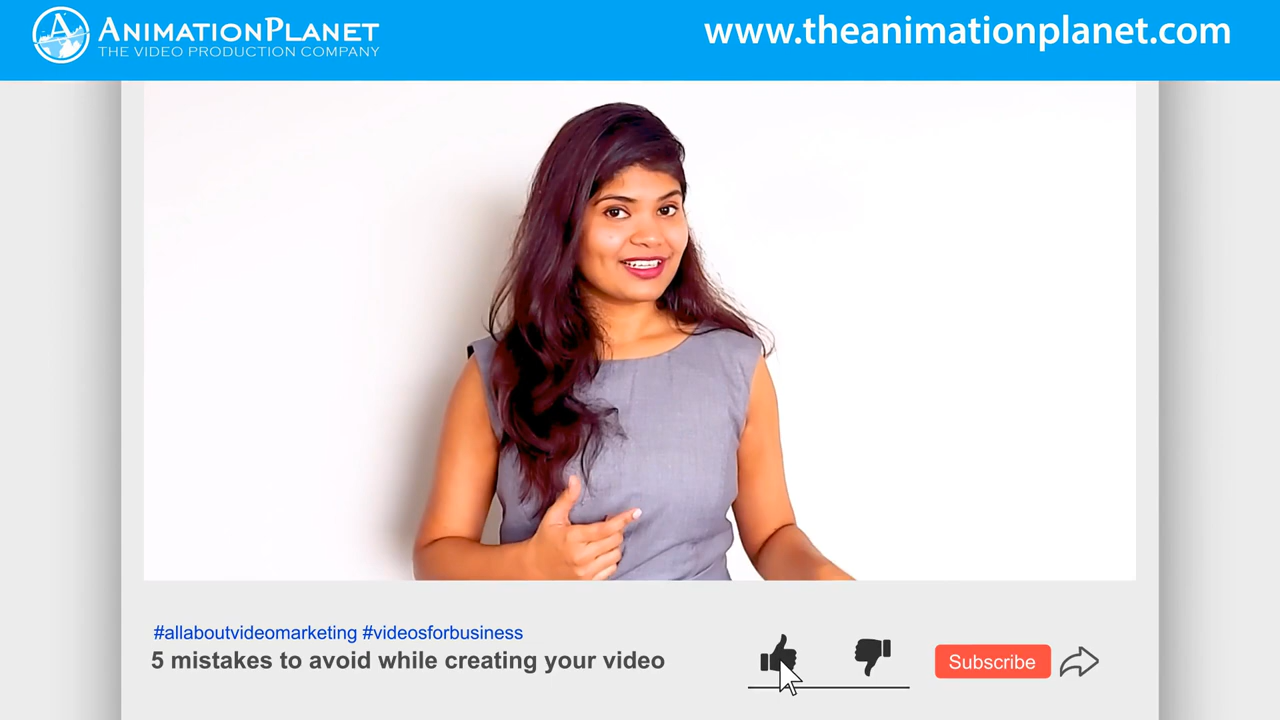 ANIMATIONPLANET
THE VIDEO PRODUCTION COMPANY
www.theanimationplanet.com
#allaboutvideomarketing #videosforbusiness
5 mistakes to avoid while creating your video
Subscribe